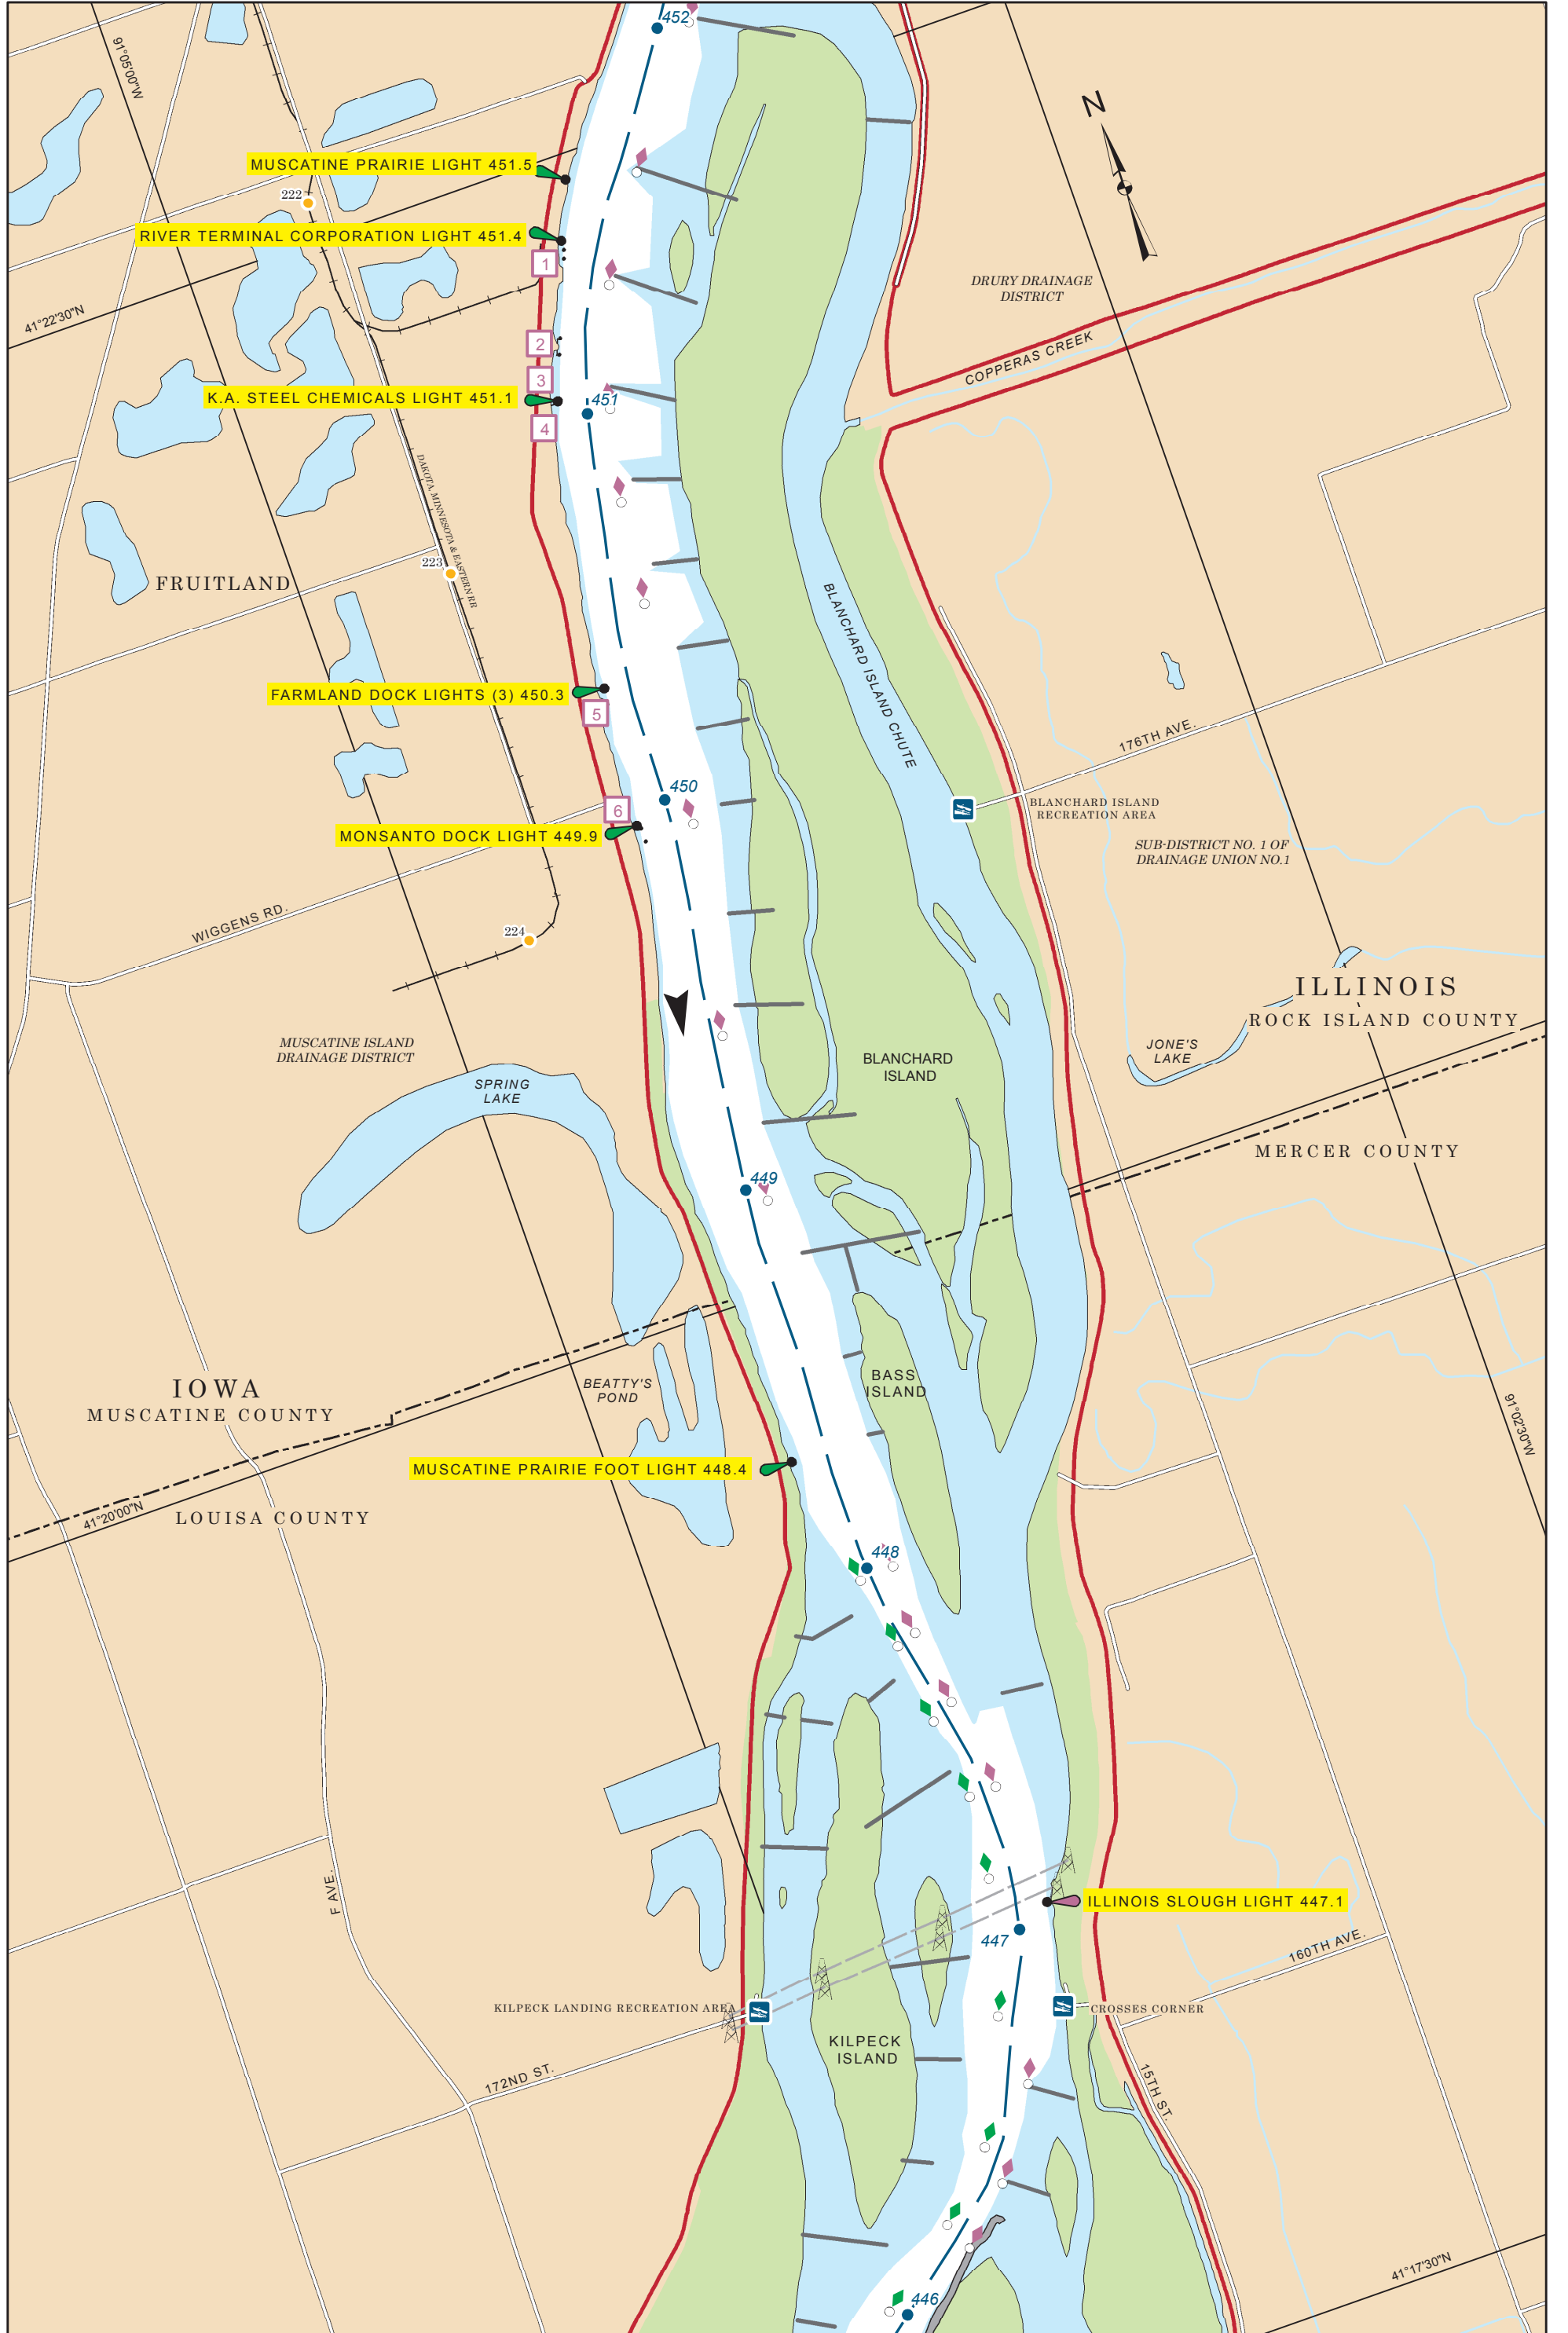 452
91°05'00"W
N
MUSCATINE PRAIRIE LIGHT 451.5
222
RIVER TERMINAL CORPORATION LIGHT 451.4
1
DRURY DRAINAGE
DISTRICT
41°22'30"N
2
COPPERAS CREEK
3
K.A. STEEL CHEMICALS LIGHT 451.1
451
4
DAKOTA, MINNESOTA & EASTERN RR
223
FRUITLAND
BLANCHARD ISLAND CHUTE
FARMLAND DOCK LIGHTS (3) 450.3
5
176TH AVE.
450
6
BLANCHARD ISLAND
RECREATION AREA
MONSANTO DOCK LIGHT 449.9
SUB-DISTRICT NO. 1 OF
DRAINAGE UNION NO.1
WIGGENS RD.
224
ILLINOIS
ROCK ISLAND COUNTY
MUSCATINE ISLAND
DRAINAGE DISTRICT
JONE'S
LAKE
BLANCHARD
ISLAND
SPRING
LAKE
MERCER COUNTY
449
BASS
ISLAND
BEATTY'S
POND
IOWA
MUSCATINE COUNTY
91°02'30"W
MUSCATINE PRAIRIE FOOT LIGHT 448.4
41°20'00"N
LOUISA COUNTY
448
F AVE.
ILLINOIS SLOUGH LIGHT 447.1
447
160TH AVE.
KILPECK LANDING RECREATION AREA
CROSSES CORNER
KILPECK
ISLAND
172ND ST.
15TH ST.
41°17'30"N
446